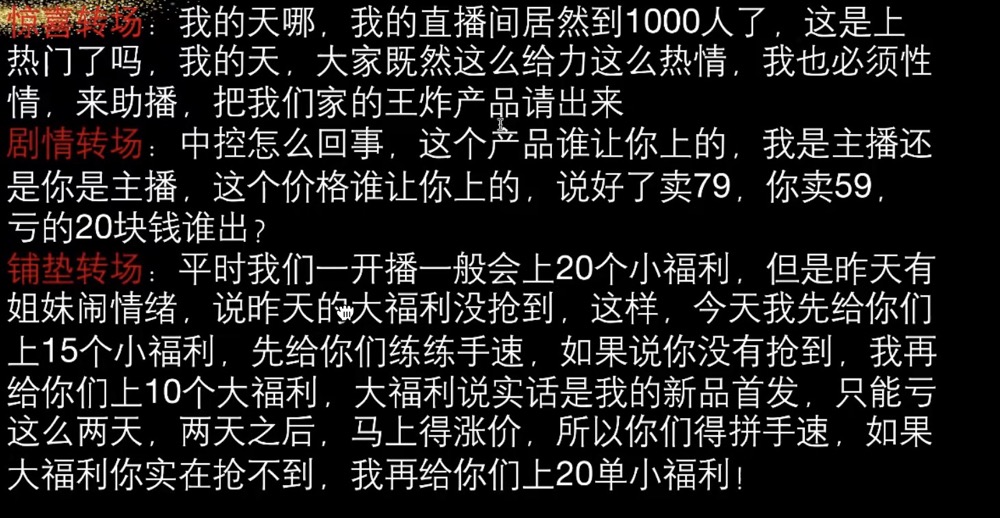 惊喜转场：我的天哪，我的直播间居然到1000人了，这是上
热门了吗，我的天，大家既然这么给力这么热情，我也必须性
情，来助播，把我们家的王炸产品请出来
剧情转场：中控怎么回事，这个产品谁让你上的，我是主播还
是你是主播，这个价格谁让你上的，说好了卖79，你卖59，
亏的20块钱谁出？
铺垫转场：平时我们一开播一般会上20个小福利，但是昨天有
姐妹闹情绪，说昨天的大福利没抢到，这样，今天我先给你们
上15个小福利，先给你们练练手速，如果说你没有抢到，我再
给你们上10个大福利，大福利说实话是我的新品首发，只能亏
这么两天，两天之后，马上得涨价，所以你们得拼手速，如果
大福利你实在抢不到，我再给你们上20单小福利！